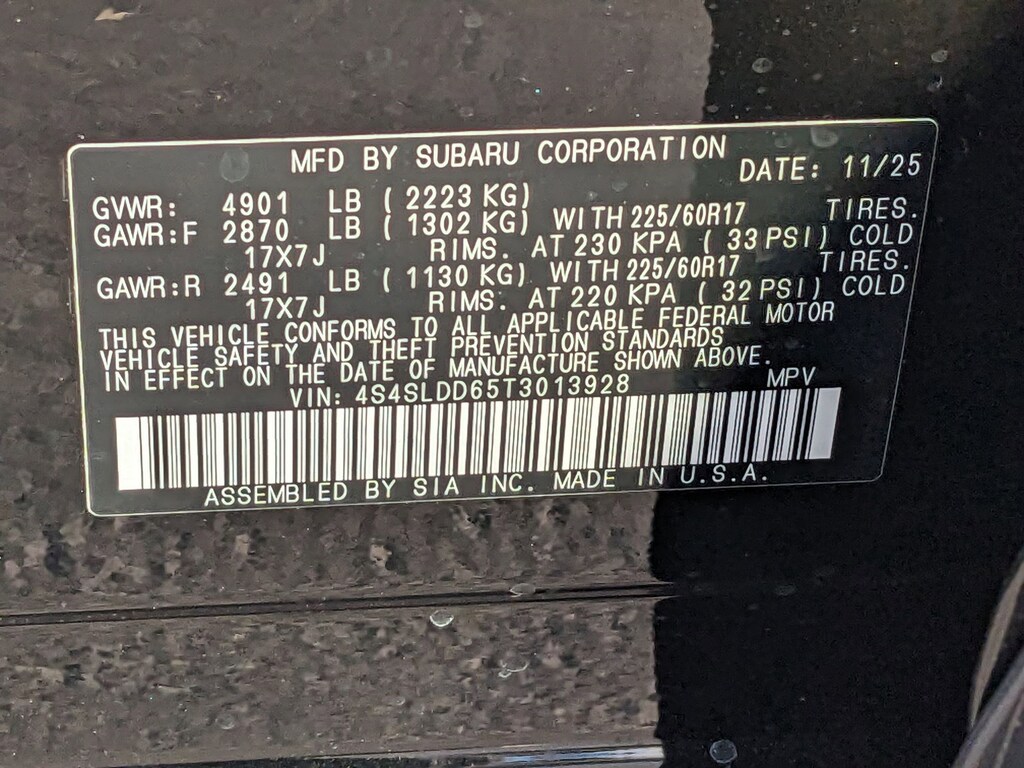 MFD BY SUBARU CORPORATION DATE: 11/25
GVWR: 4901 LB ( 2223 KG)
GAWR:F 2870 LB ( 1302 KG) WITH 225/60R17 TIRES.
17X7J RIMS. AT 230 KPA ( 33 PSI) COLD
GAWR:R 2491 LB ( 1130 KG) WITH 225/60R17 TIRES.
17X7J RIMS. AT 220 KPA ( 32 PSI) COLD
THIS VEHICLE CONFORMS TO ALL APPLICABLE FEDERAL MOTOR
VEHICLE SAFETY AND THEFT PREVENTION STANDARDS
IN EFFECT ON THE DATE OF MANUFACTURE SHOWN ABOVE.
VIN: 4S4SLDD65T3013928 MPV
ASSEMBLED BY SIA INC. MADE IN U.S.A.